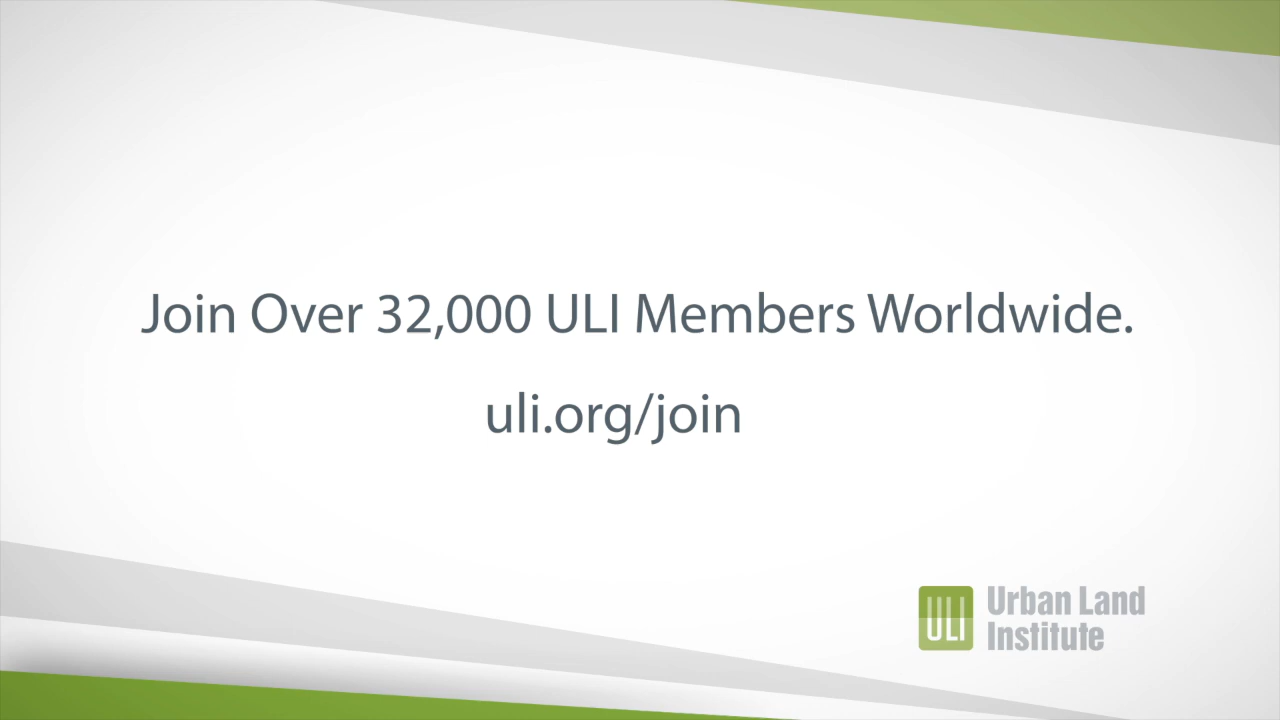 Join Over 32,000 ULI Members Worldwide.
uli.org/join
ULI
Urban Land
Institute